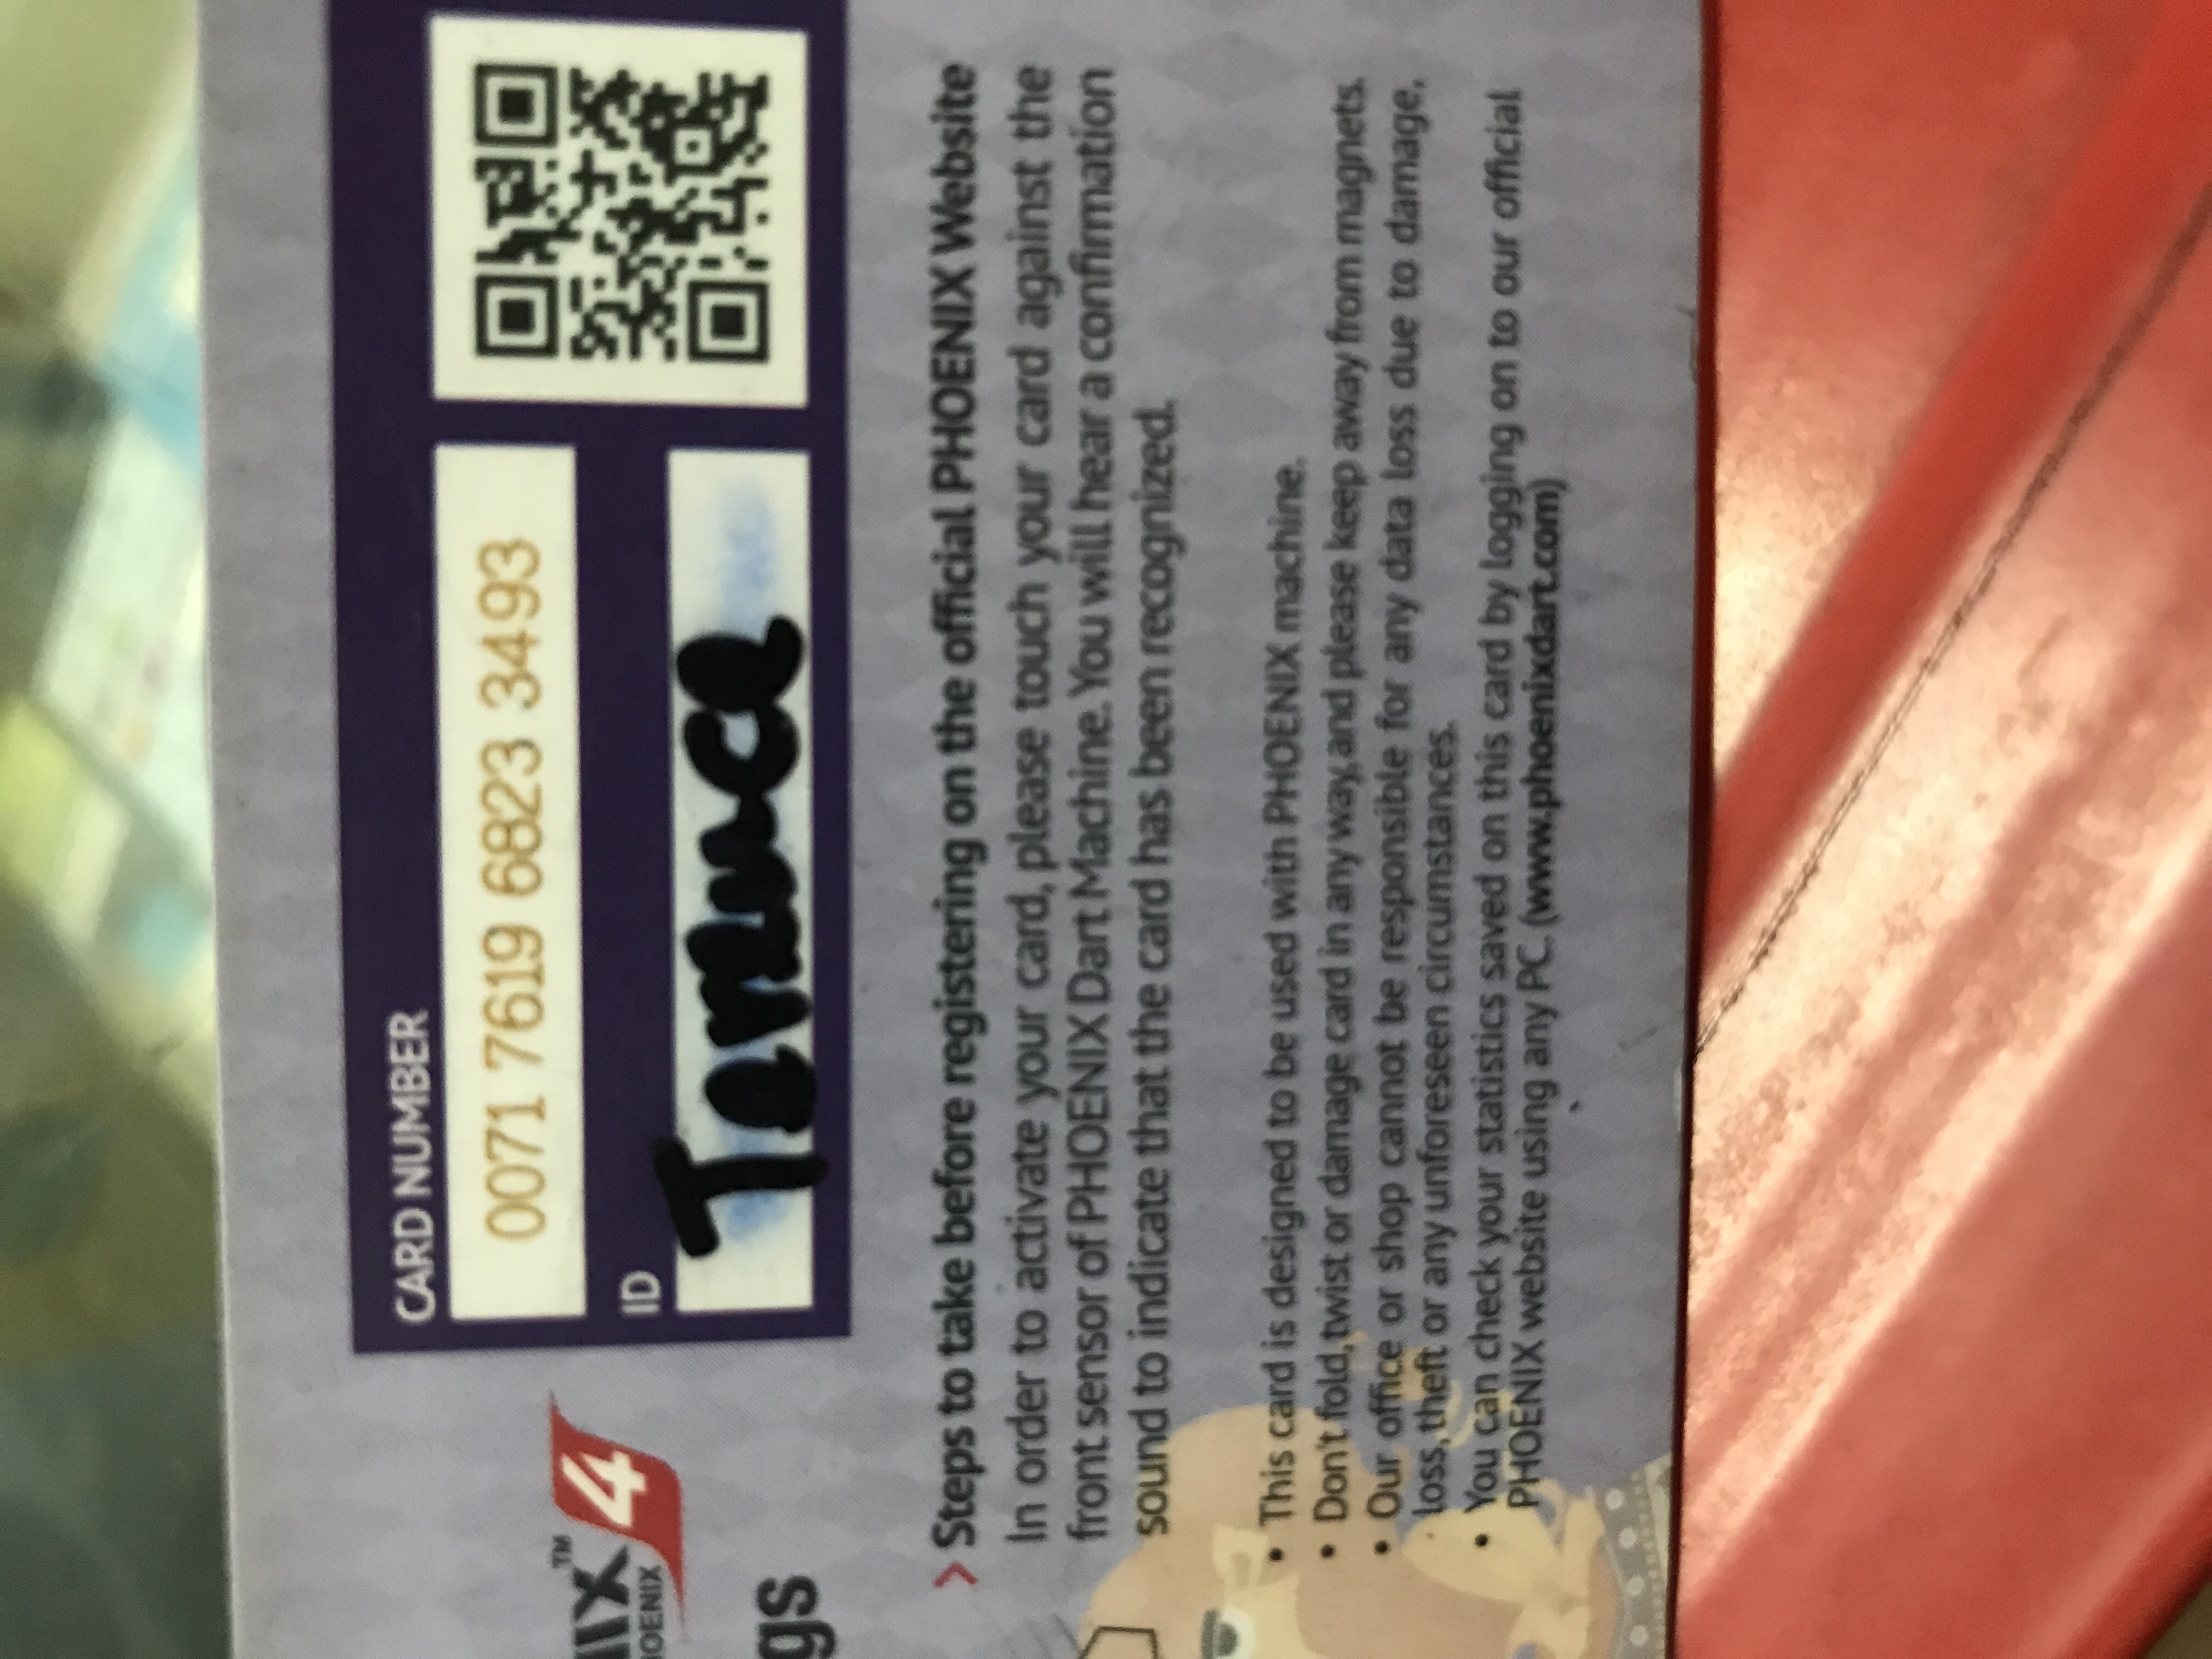 CARD NUMBER
0071 7619 6823 3493
ID
IX™ 4
HOENIX
gs
> Steps to take before registering on the official PHOENIX Website
In order to activate your card, please touch your card against the
front sensor of PHOENIX Dart Machine. You will hear a confirmation
sound to indicate that the card has been recognized.
• This card is designed to be used with PHOENIX machine.
• Don't fold, twist or damage card in any way, and please keep away from magnets.
• Our office or shop cannot be responsible for any data loss due to damage,
loss, theft or any unforeseen circumstances.
• You can check your statistics saved on this card by logging on to our official
PHOENIX website using any PC. (www.phoenixdart.com)